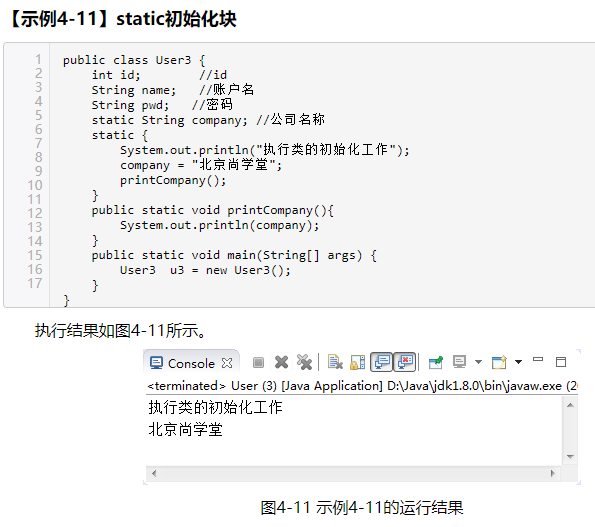 【示例4-11】static初始化块
1 public class User3 {
2     int id;        //id
3     String name;   //账户名
4     String pwd;   //密码
5     static String company; //公司名称
6     static {
7         System.out.println("执行类的初始化工作");
8         company = "北京尚学堂";
9         printCompany();
10     }
11     public static void printCompany(){
12         System.out.println(company);
13     }
14     public static void main(String[] args) {
15         User3  u3 = new User3();
16     }
17 }
执行结果如图4-11所示。
Console
<terminated> User (3) [Java Application] D:\Java\jdk1.8.0\bin\javaw.exe (20
执行类的初始化工作
北京尚学堂
图4-11 示例4-11的运行结果